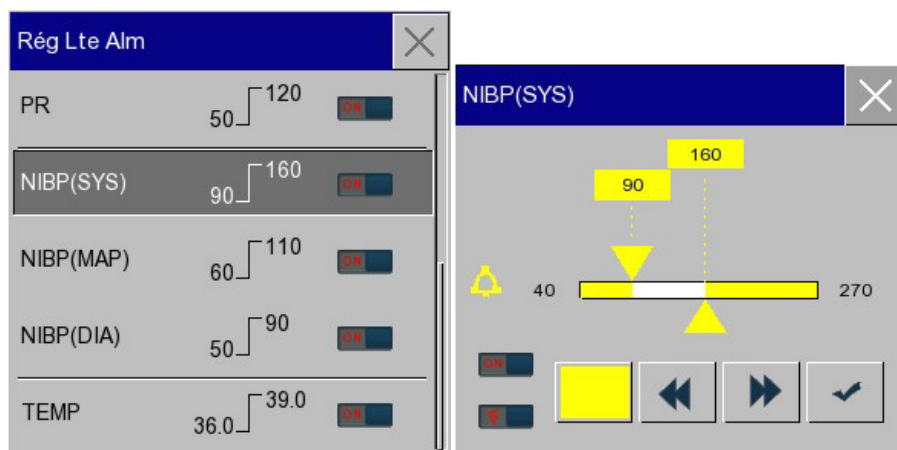 Rég Lte Alm
PR 50 120 ON
NIBP(SYS) 90 160 ON
NIBP(MAP) 60 110 ON
NIBP(DIA) 50 90 ON
TEMP 36.0 39.0 ON
NIBP(SYS)
160
90
40 270
ON